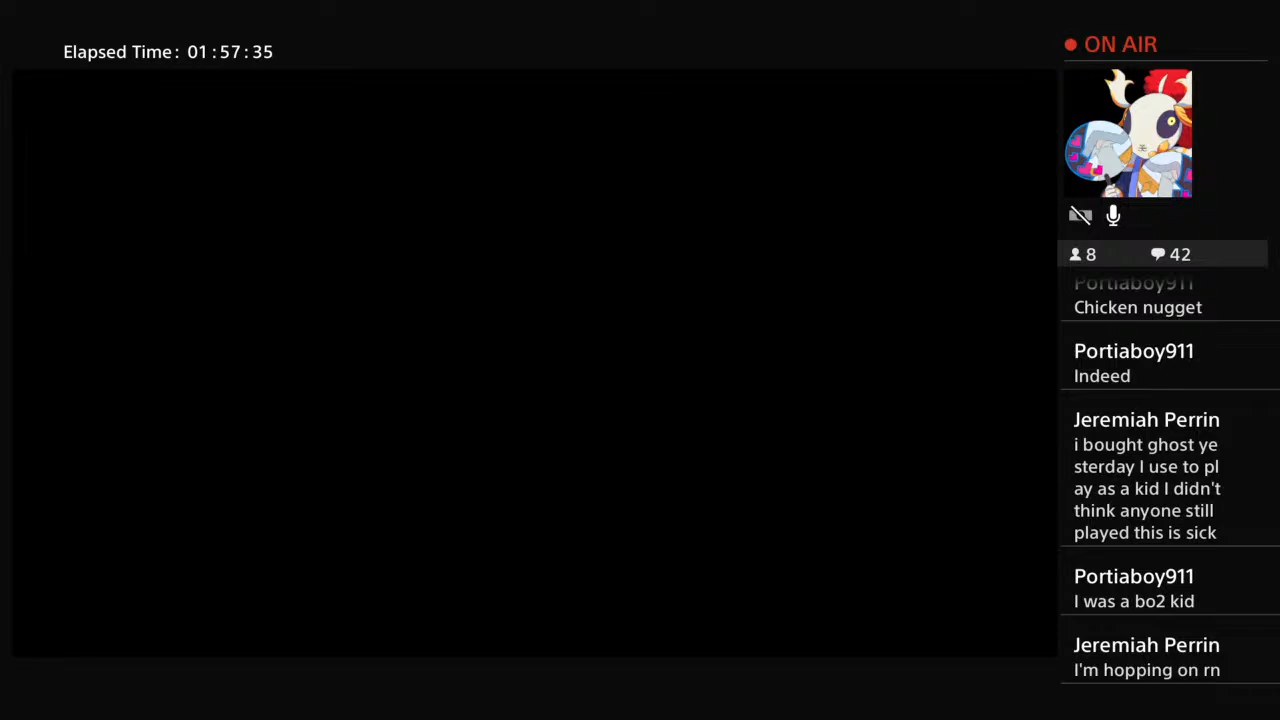 Elapsed Time: 01:57:35
ON AIR
8 42
Portiaboy911
Chicken nugget
Portiaboy911
Indeed
Jeremiah Perrin
i bought ghost ye
sterday I use to pl
ay as a kid I didn't
think anyone still
played this is sick
Portiaboy911
I was a bo2 kid
Jeremiah Perrin
I'm hopping on rn